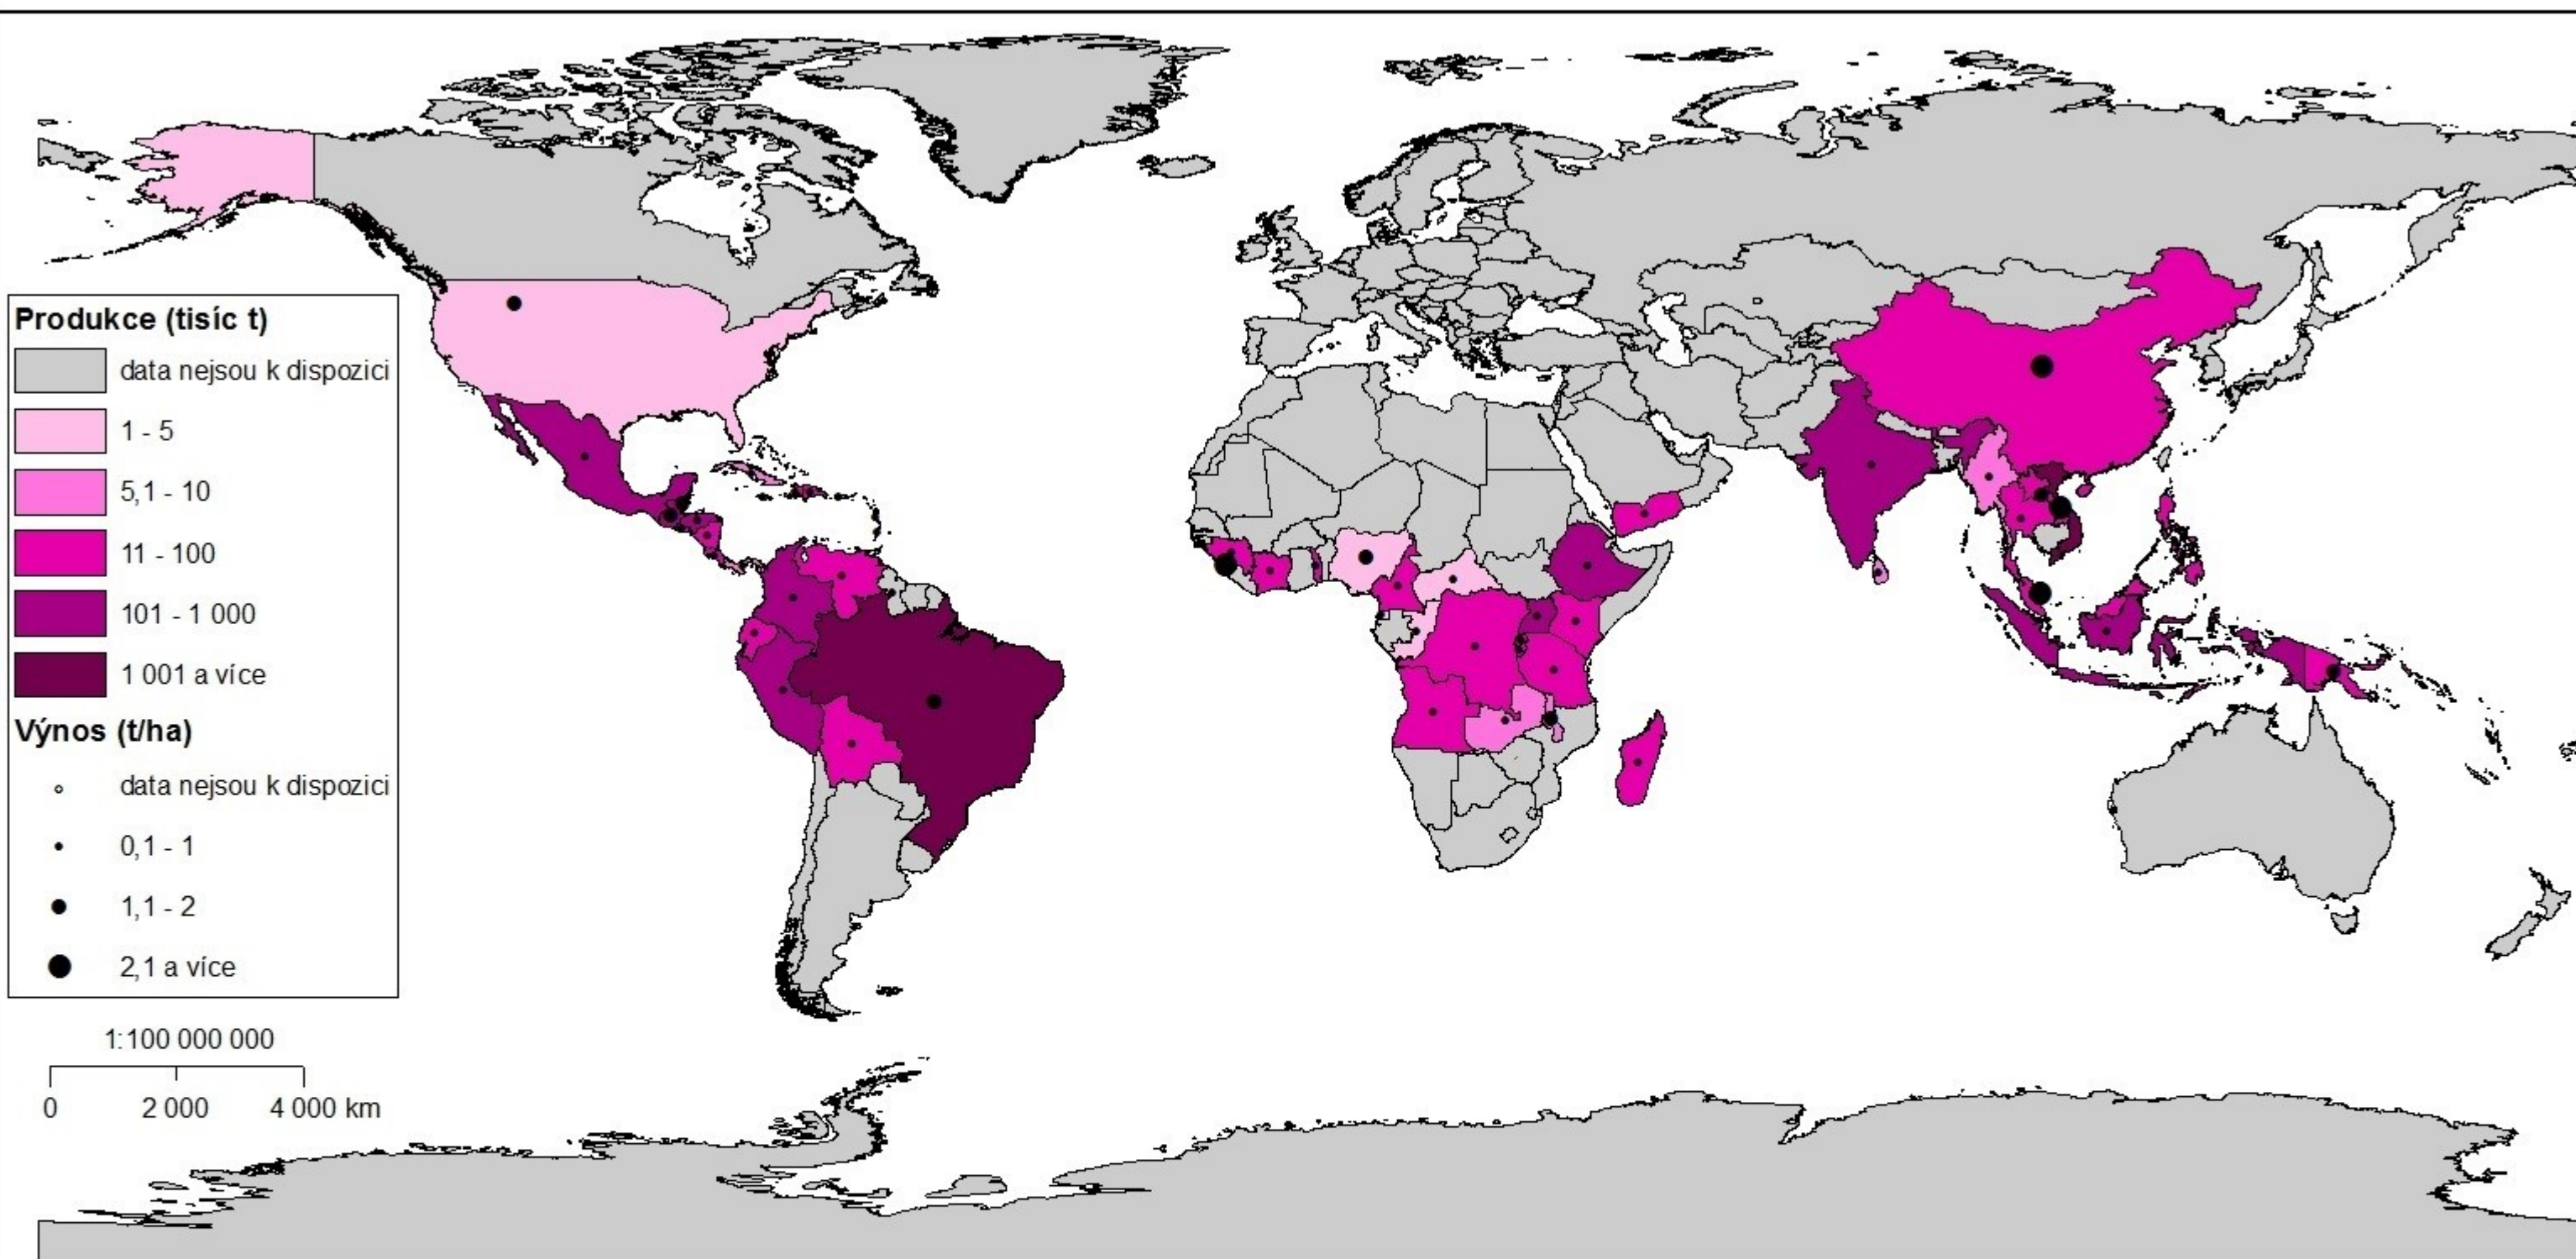 Produkce (tisíc t)
data nejsou k dispozici
1 - 5
5,1 - 10
11 - 100
101 - 1 000
1 001 a více
Výnos (t/ha)
data nejsou k dispozici
0,1 - 1
1,1 - 2
2,1 a více
1:100 000 000
0 2 000 4 000 km